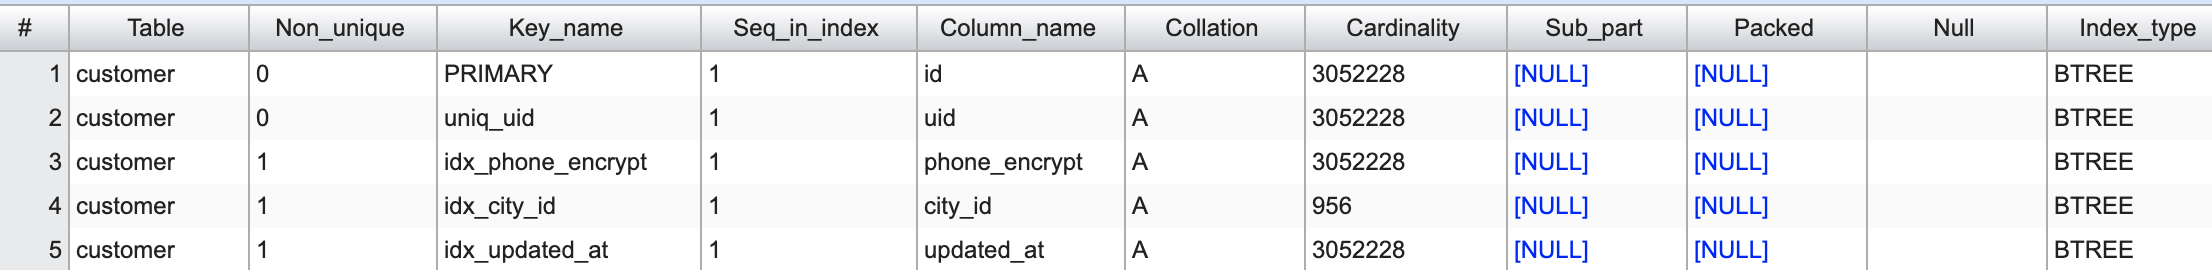 # Table Non_unique Key_name Seq_in_index Column_name Collation Cardinality Sub_part Packed Null Index_type
1 customer 0 PRIMARY 1 id A 3052228 [NULL] [NULL] BTREE
2 customer 0 uniq_uid 1 uid A 3052228 [NULL] [NULL] BTREE
3 customer 1 idx_phone_encrypt 1 phone_encrypt A 3052228 [NULL] [NULL] BTREE
4 customer 1 idx_city_id 1 city_id A 956 [NULL] [NULL] BTREE
5 customer 1 idx_updated_at 1 updated_at A 3052228 [NULL] [NULL] BTREE